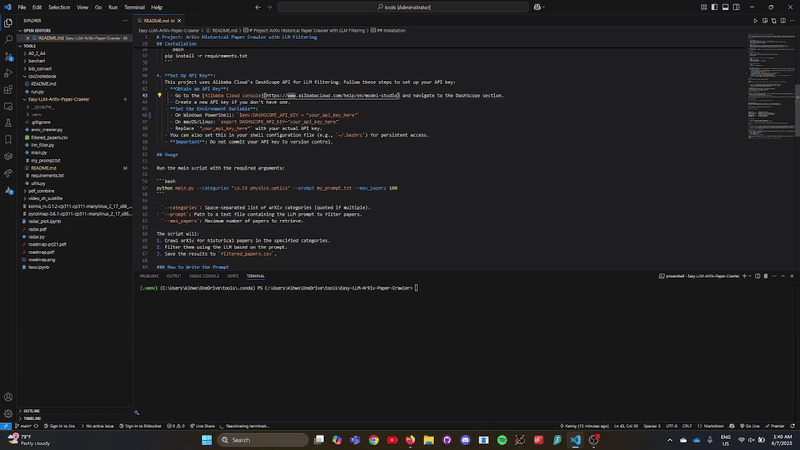 File Edit Selection View Go Run Terminal Help
tools [Administrator]
EXPLORER
OPEN EDITORS
README.md Easy-LLM-ArXiv-Paper-Crawler
TOOLS
A0_2_A4
barchart
bib_convert
Easy-LLM-ArXiv-Paper-Crawler
__pycache__
.venv
.gitignore
arxiv_crawler.py
filtered_papers.csv
llm_filter.py
main.py
my_prompt.txt
README.md
requirements.txt
utils.py
pdf_combine
video_sh_subtitle
radar_plot.ipynb
radar.pdf
radar.py
roadmap-prj21.pdf
roadmap.pdf
roadmap.png
taxo.ipynb
OUTLINE
TIMELINE
README.md M
Easy-LLM-ArXiv-Paper-Crawler > README.md > # Project: ArXiv Historical Paper Crawler with LLM Filtering > ## Installation
# Project: ArXiv Historical Paper Crawler with LLM Filtering
## Installation
bash
pip install -r requirements.txt
```
4. **Set Up API Key**:
This project uses Alibaba Cloud's DashScope API for LLM filtering. Follow these steps to set up your API key:
- **Obtain an API Key**:
- Go to the [Alibaba Cloud console](https://www.alibabacloud.com/help/en/model-studio) and navigate to the DashScope section.
- Create a new API key if you don't have one.
- **Set the Environment Variable**:
- On Windows PowerShell: `$env:DASHSCOPE_API_KEY = "your_api_key_here"`
- On macOS/Linux: `export DASHSCOPE_API_KEY="your_api_key_here"`
- Replace `"your_api_key_here"` with your actual API key.
- You can also set this in your shell configuration file (e.g., `~/.bashrc`) for persistent access.
- **Important**: Do not commit your API key to version control.
## Usage
Run the main script with the required arguments:
```bash
python main.py --categories "cs.CV physics.optics" --prompt my_prompt.txt --max_papers 100
```
- `--categories`: Space-separated list of arXiv categories (quoted if multiple).
- `--prompt`: Path to a text file containing the LLM prompt to filter papers.
- `--max_papers`: Maximum number of papers to retrieve.
The script will:
1. Crawl arXiv for historical papers in the specified categories.
2. Filter them using the LLM based on the prompt.
3. Save the results to `filtered_papers.csv`.
### How to Write the Prompt
PROBLEMS OUTPUT DEBUG CONSOLE PORTS TERMINAL
powershell - Easy-LLM-ArXiv-Paper-Crawler
(.venv) (C:\Users\kinwo\OneDrive\tools\.conda) PS C:\Users\kinwo\OneDrive\tools\Easy-LLM-ArXiv-Paper-Crawler>
main* Sign in to Jira No active issue Sign in to Bitbucket 0 0 Live Share Reactivating terminals...
Spaces: 2 UTF-8 CRLF Markdown Go Live Prettier
79°F
Partly cloudy
Search
ENG
US
1:40 AM
6/7/2025